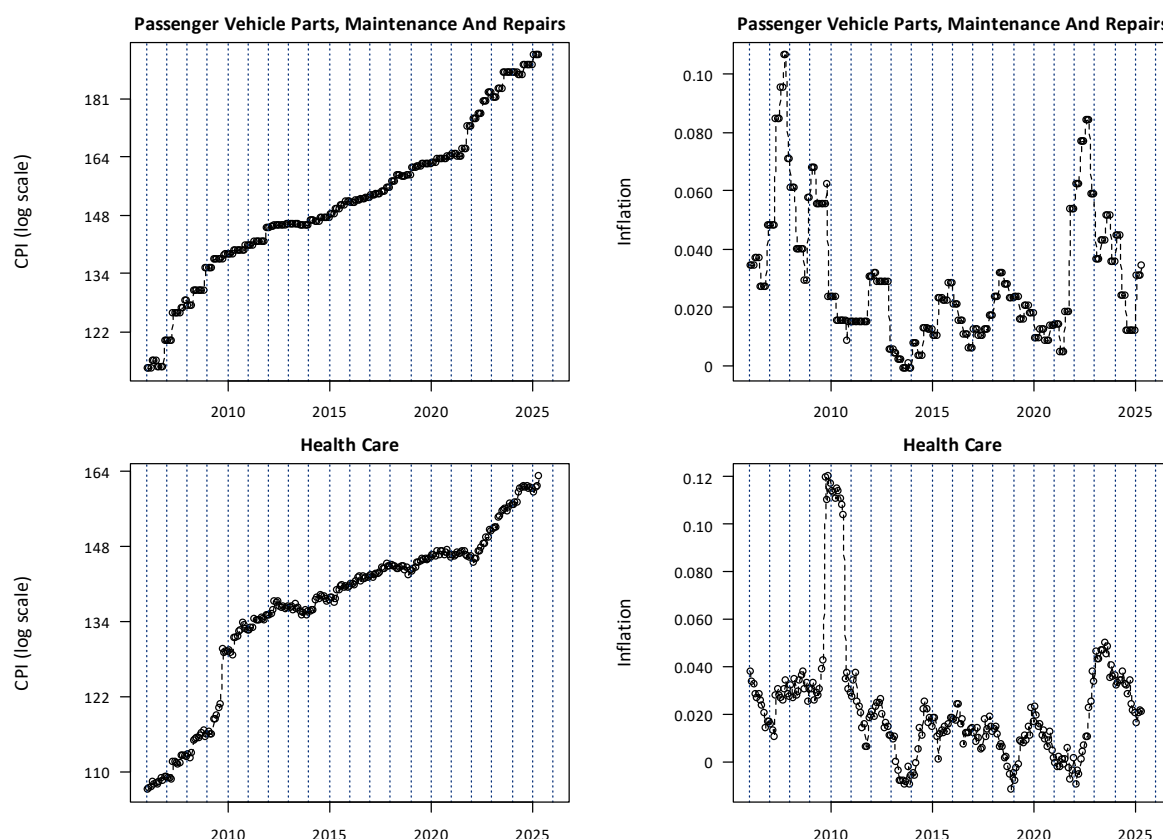 Passenger Vehicle Parts, Maintenance And Repairs
CPI (log scale)
181
164
148
134
122
2010 2015 2020 2025
Passenger Vehicle Parts, Maintenance And Repairs
Inflation
0.10
0.080
0.060
0.040
0.020
0
2010 2015 2020 2025
Health Care
CPI (log scale)
164
148
134
122
110
2010 2015 2020 2025
Health Care
Inflation
0.12
0.10
0.080
0.060
0.040
0.020
0
2010 2015 2020 2025